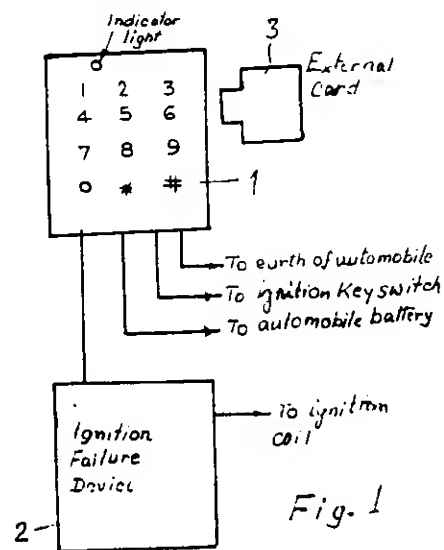 Indicator
light
3
External
Card
1 2 3
4 5 6
7 8 9
0 * #
1
To earth of automobile
To ignition Key switch
To automobile battery
Ignition
Failure
Device
To ignition
coil
2
Fig. 1